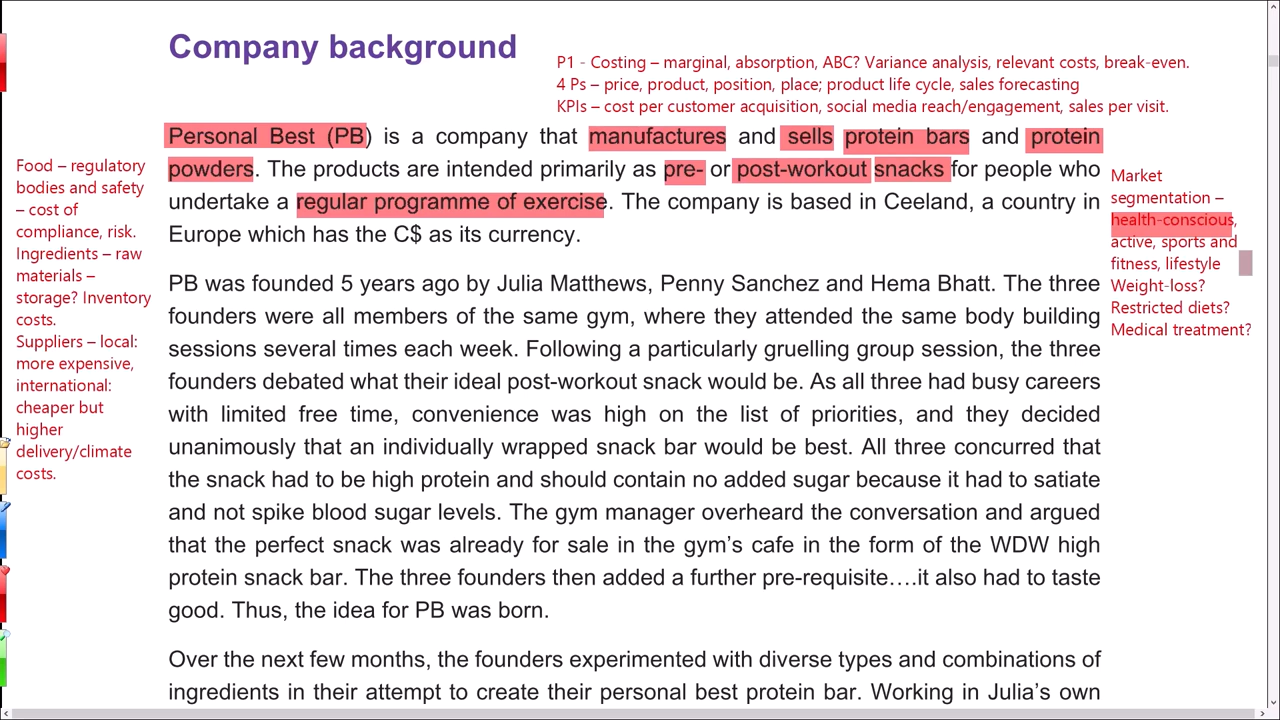 Company background
P1 - Costing – marginal, absorption, ABC? Variance analysis, relevant costs, break-even.
4 Ps – price, product, position, place; product life cycle, sales forecasting
KPIs – cost per customer acquisition, social media reach/engagement, sales per visit.
Personal Best (PB) is a company that manufactures and sells protein bars and protein
powders. The products are intended primarily as pre- or post-workout snacks for people who
undertake a regular programme of exercise. The company is based in Ceeland, a country in
Europe which has the C$ as its currency.
Food – regulatory
bodies and safety
– cost of
compliance, risk.
Ingredients – raw
materials –
storage? Inventory
costs.
Suppliers – local:
more expensive,
international:
cheaper but
higher
delivery/climate
costs.
Market
segmentation –
health-conscious,
active, sports and
fitness, lifestyle
Weight-loss?
Restricted diets?
Medical treatment?
PB was founded 5 years ago by Julia Matthews, Penny Sanchez and Hema Bhatt. The three
founders were all members of the same gym, where they attended the same body building
sessions several times each week. Following a particularly gruelling group session, the three
founders debated what their ideal post-workout snack would be. As all three had busy careers
with limited free time, convenience was high on the list of priorities, and they decided
unanimously that an individually wrapped snack bar would be best. All three concurred that
the snack had to be high protein and should contain no added sugar because it had to satiate
and not spike blood sugar levels. The gym manager overheard the conversation and argued
that the perfect snack was already for sale in the gym’s cafe in the form of the WDW high
protein snack bar. The three founders then added a further pre-requisite….it also had to taste
good. Thus, the idea for PB was born.
Over the next few months, the founders experimented with diverse types and combinations of
ingredients in their attempt to create their personal best protein bar. Working in Julia’s own